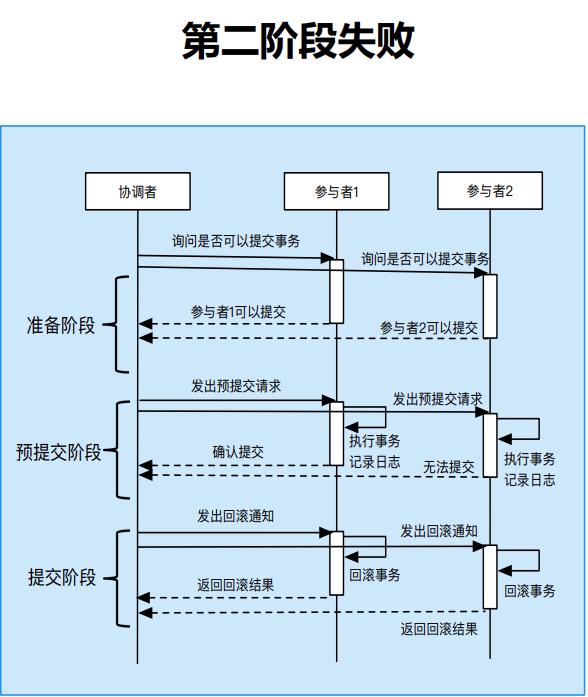 第二阶段失败
协调者
参与者1
参与者2
询问是否可以提交事务
询问是否可以提交事务
准备阶段
参与者1可以提交
参与者2可以提交
发出预提交请求
发出预提交请求
预提交阶段
执行事务
记录日志
确认提交
无法提交
执行事务
记录日志
发出回滚通知
发出回滚通知
提交阶段
回滚事务
返回回滚结果
回滚事务
返回回滚结果